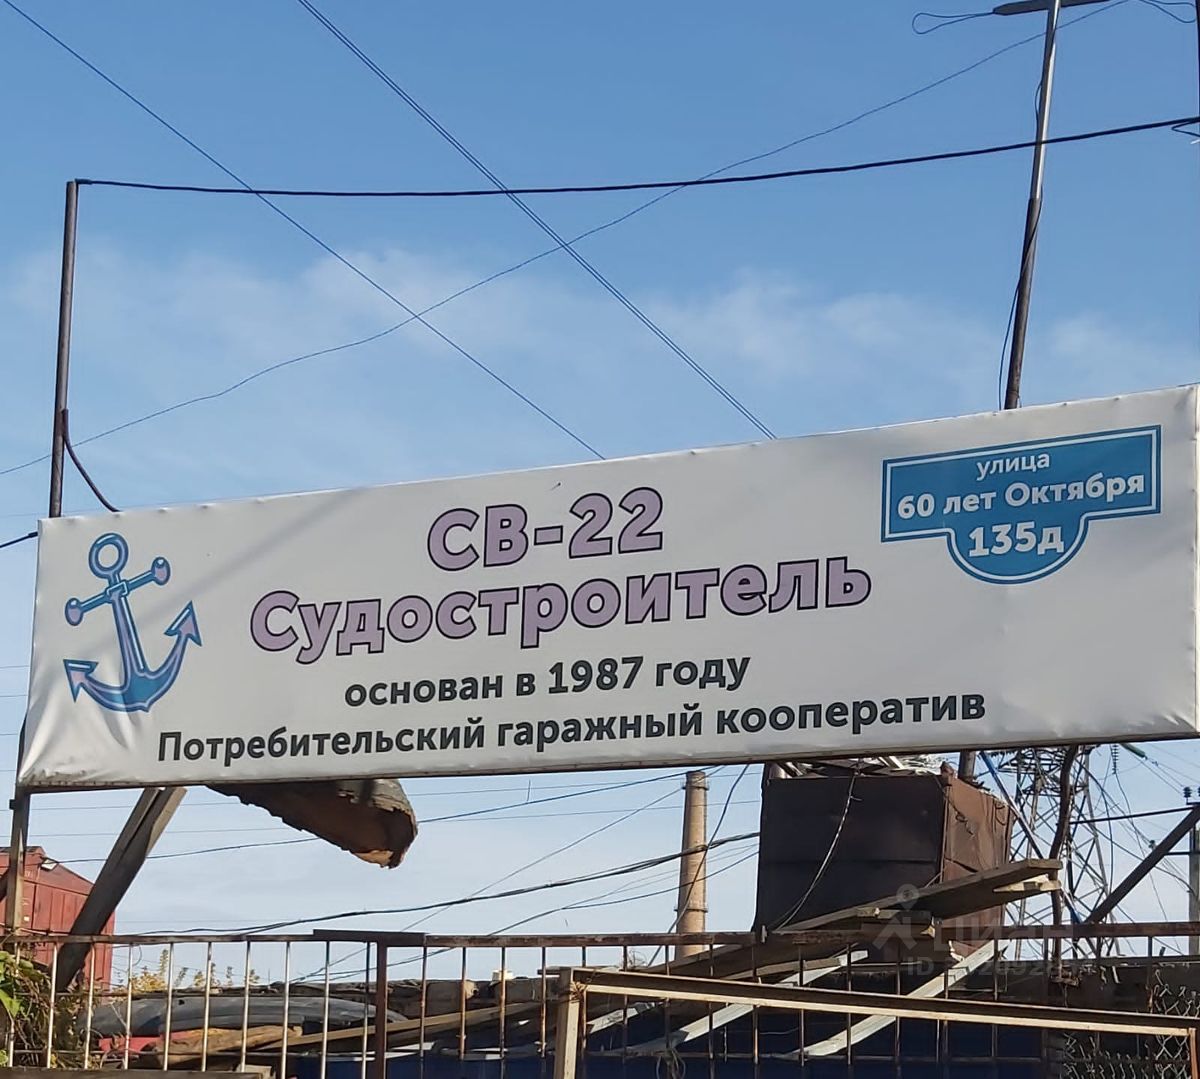 СВ-22
Судостроитель
основан в 1987 году
Потребительский гаражный кооператив
улица
60 лет Октября
135д